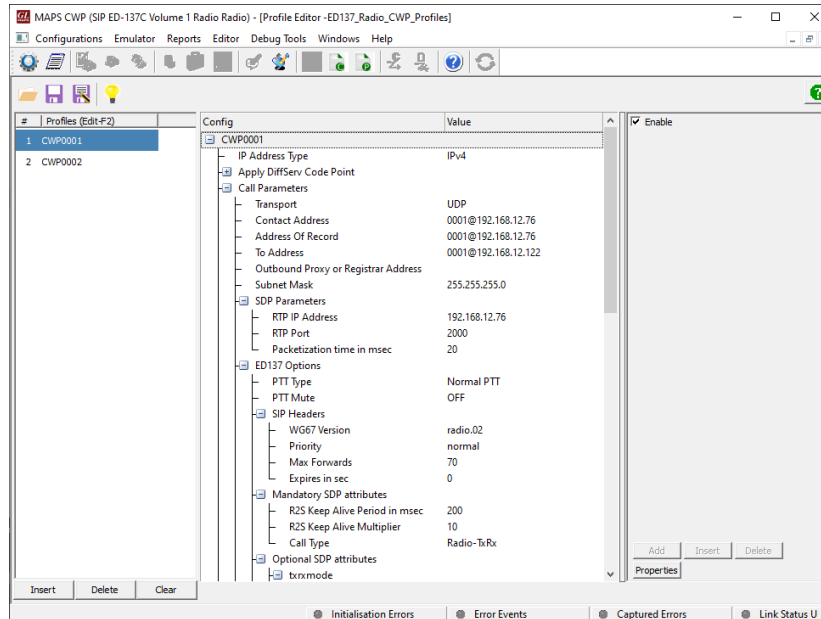 MAPS CWP (SIP ED-137C Volume 1 Radio Radio) - [Profile Editor -ED137_Radio_CWP_Profiles]
Configurations Emulator Reports Editor Debug Tools Windows Help
# Profiles (Edit-F2)
1 CWP0001
2 CWP0002
Config Value
CWP0001
IP Address Type IPv4
Apply DiffServ Code Point
Call Parameters
Transport UDP
Contact Address 0001@192.168.12.76
Address Of Record 0001@192.168.12.76
To Address 0001@192.168.12.122
Outbound Proxy or Registrar Address
Subnet Mask 255.255.255.0
SDP Parameters
RTP IP Address 192.168.12.76
RTP Port 2000
Packetization time in msec 20
ED137 Options
PTT Type Normal PTT
PTT Mute OFF
SIP Headers
WG67 Version radio.02
Priority normal
Max Forwards 70
Expires in sec 0
Mandatory SDP attributes
R2S Keep Alive Period in msec 200
R2S Keep Alive Multiplier 10
Call Type Radio-TxRx
Optional SDP attributes
txrxmode
Enable
Add Insert Delete
Properties
Insert Delete Clear
Initialisation Errors Error Events Captured Errors Link Status U